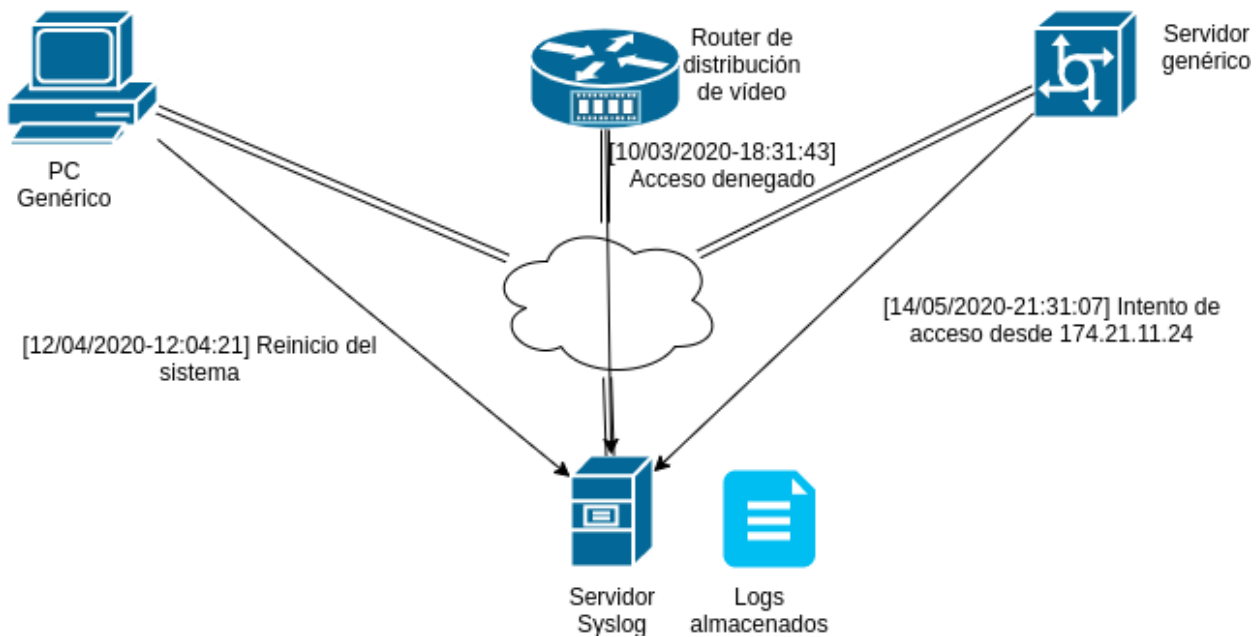 Router de
distribución
de vídeo
Servidor
genérico
[10/03/2020-18:31:43]
Acceso denegado
PC
Genérico
[14/05/2020-21:31:07] Intento de
acceso desde 174.21.11.24
[12/04/2020-12:04:21] Reinicio del
sistema
Servidor
Syslog
Logs
almacenados